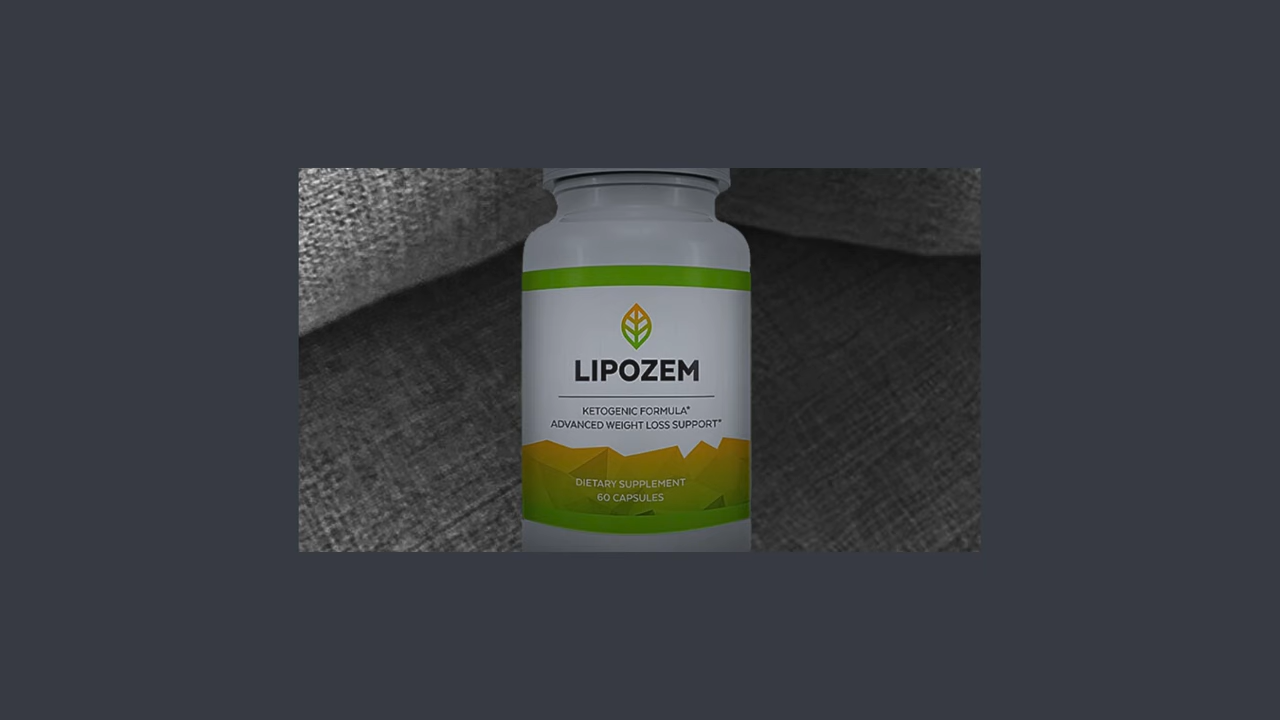 LIPOZEM
KETOGENIC FORMULA*
ADVANCED WEIGHT LOSS SUPPORT*
DIETARY SUPPLEMENT
60 CAPSULES